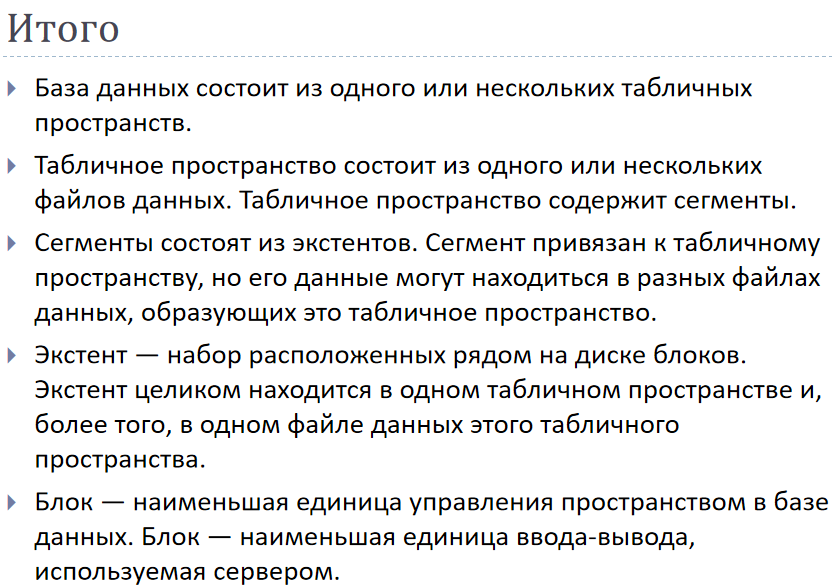 Итого
База данных состоит из одного или нескольких табличных
пространств.
Табличное пространство состоит из одного или нескольких
файлов данных. Табличное пространство содержит сегменты.
Сегменты состоят из экстентов. Сегмент привязан к табличному
пространству, но его данные могут находиться в разных файлах
данных, образующих это табличное пространство.
Экстент — набор расположенных рядом на диске блоков.
Экстент целиком находится в одном табличном пространстве и,
более того, в одном файле данных этого табличного
пространства.
Блок — наименьшая единица управления пространством в базе
данных. Блок — наименьшая единица ввода-вывода,
используемая сервером.